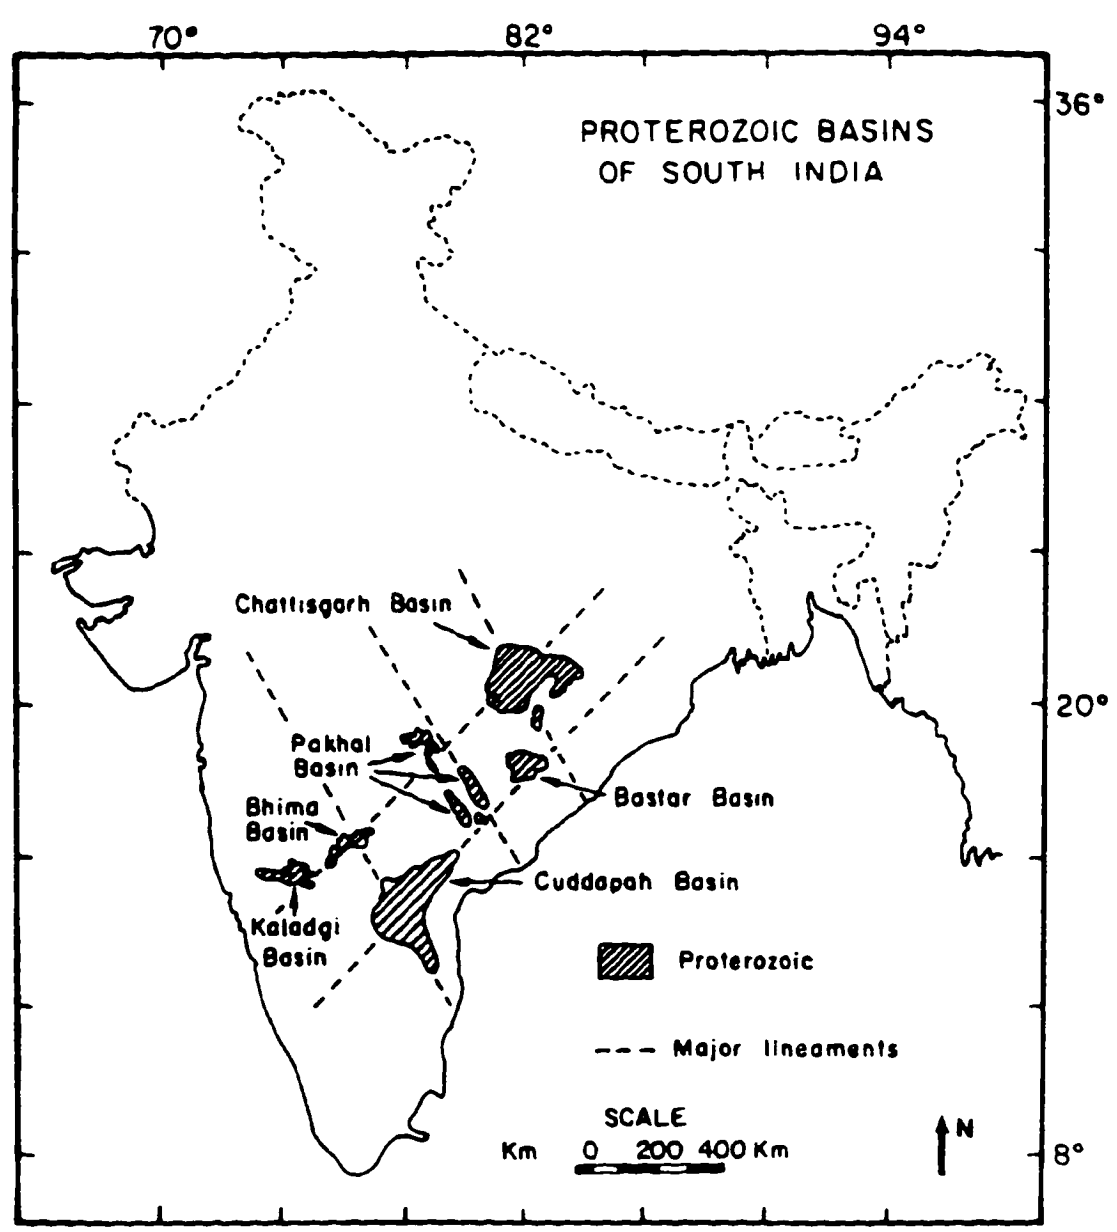 70° 82° 94°
36°
PROTEROZOIC BASINS
OF SOUTH INDIA
Chattisgarh Basin
20°
Pakhal
Basin
Bhima
Basin
Bastar Basin
Cuddapah Basin
Kaladgi
Basin
Proterozoic
Major lineaments
SCALE
Km 0 200 400 Km
N
8°